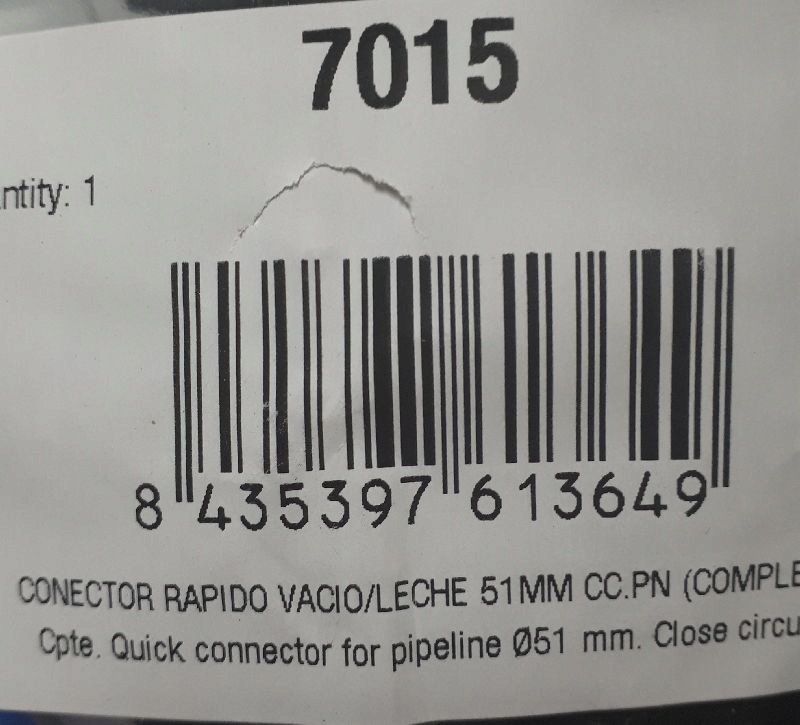 7015
ntity: 1
8 435397 613649
CONECTOR RAPIDO VACIO/LECHE 51MM CC.PN (COMPLE
Cpte. Quick connector for pipeline Ø51 mm. Close circu